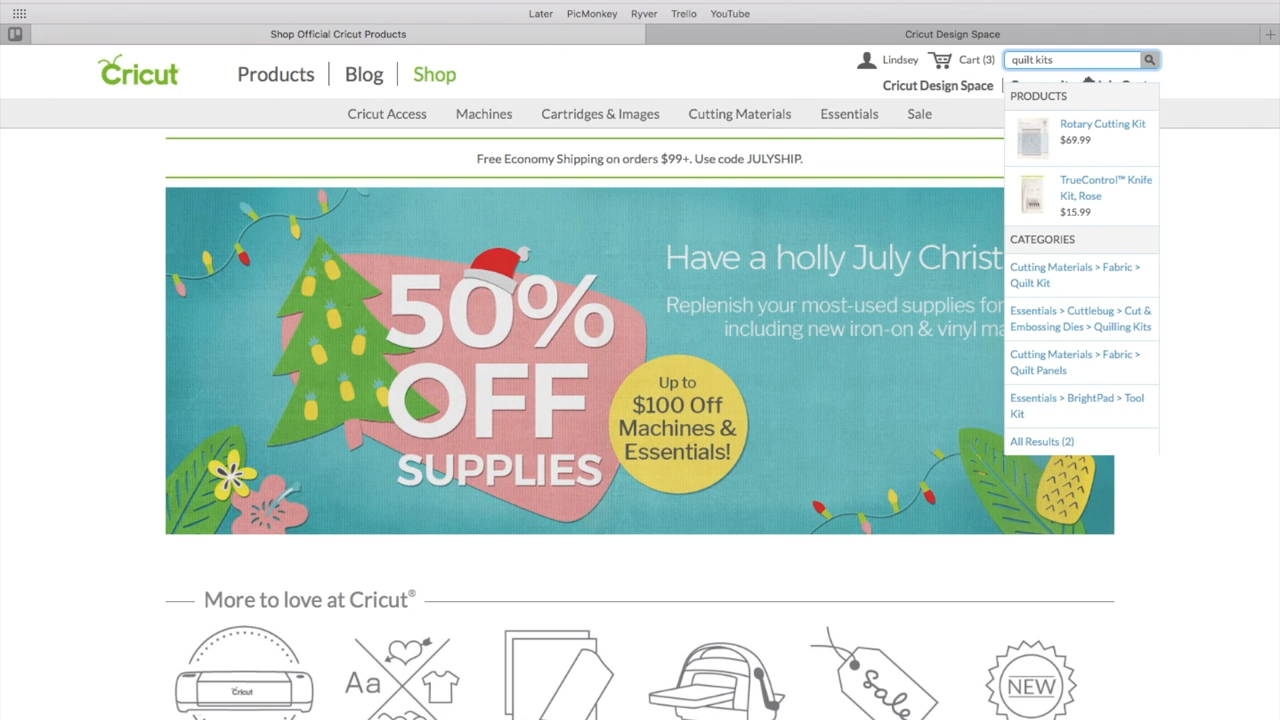 Later PicMonkey Ryver Trello YouTube
Shop Official Cricut Products
Cricut Design Space
Cricut
Products
Blog
Shop
Lindsey
Cart (3)
quilt kits
Cricut Design Space
Cricut Access Machines Cartridges & Images Cutting Materials Essentials Sale
PRODUCTS
Rotary Cutting Kit
$69.99
TrueControl™ Knife
Kit, Rose
$15.99
CATEGORIES
Cutting Materials > Fabric >
Quilt Kit
Essentials > Cuttlebug > Cut &
Embossing Dies > Quilling Kits
Cutting Materials > Fabric >
Quilt Panels
Essentials > BrightPad > Tool
Kit
All Results (2)
Free Economy Shipping on orders $99+. Use code JULYSHIP.
50%
OFF
SUPPLIES
Have a holly July Christ
Replenish your most-used supplies for
including new iron-on & vinyl ma
Up to
$100 Off
Machines &
Essentials!
More to love at Cricut®
Cricut
Aa
Sale
NEW